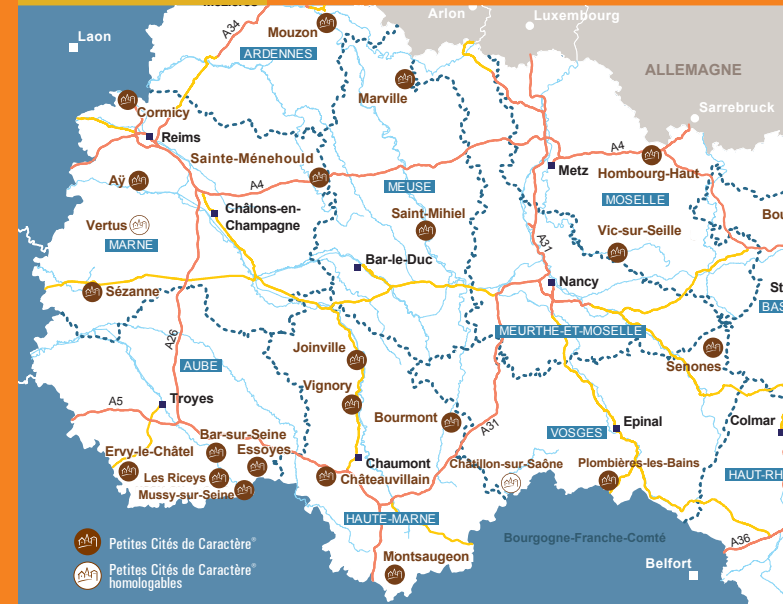 Arlon
Luxembourg
Laon
Mouzon
A34
ARDENNES
ALLEMAGNE
Marville
Sarrebruck
Cormicy
Reims
Sainte-Ménehould
A4
A4
Metz
Hombourg-Haut
Aÿ
MEUSE
MOSELLE
Châlons-en-
Champagne
Saint-Mihiel
Vertus
MARNE
Vic-sur-Seille
A31
Bar-le-Duc
Nancy
Sézanne
MEURTHE-ET-MOSELLE
A26
Joinville
AUBE
Senones
Vignory
Troyes
A5
Bourmont
A31
Epinal
Colmar
VOSGES
Bar-sur-Seine
Ervy-le-Châtel
Essoyes
Chaumont
Châtillon-sur-Saône
Plombières-les-Bains
Les Riceys
Châteauvillain
HAUT-RH
Mussy-sur-Seine
HAUTE-MARNE
Bourgogne-Franche-Comté
A36
Petites Cités de Caractère®
Montsaugeon
Belfort
Petites Cités de Caractère®
homologables